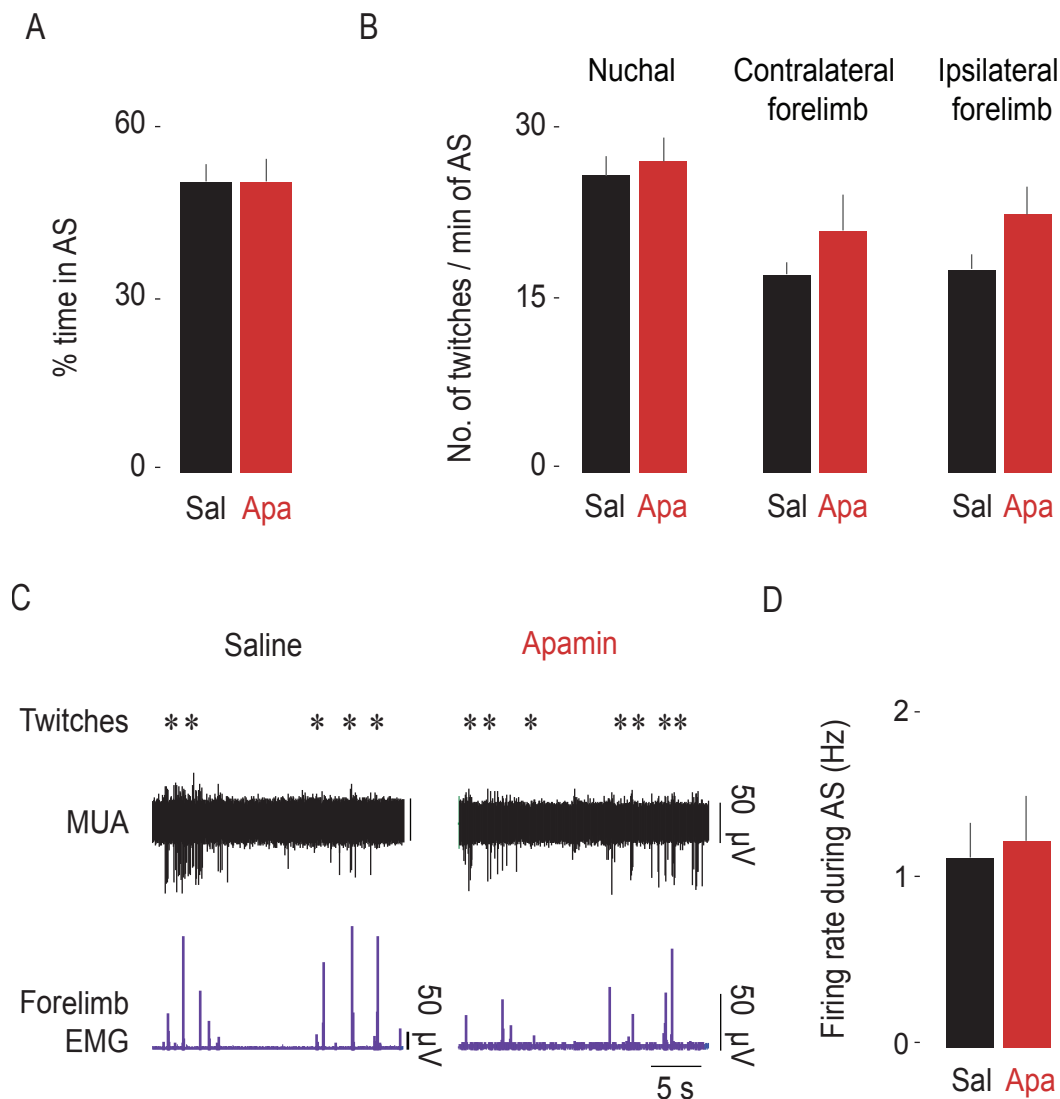 A
B
Nuchal
Contralateral
forelimb
Ipsilateral
forelimb
% time in AS
60 -
30 -
0 -
Sal Apa
No. of twitches / min of AS
30 -
15 -
0 -
Sal Apa
Sal Apa
Sal Apa
C
Saline
Apamin
Twitches
** * * *
** * ** **
MUA
50 µV
Forelimb
EMG
50 µV
50 µV
5 s
D
Firing rate during AS (Hz)
2 -
1 -
0 -
Sal Apa